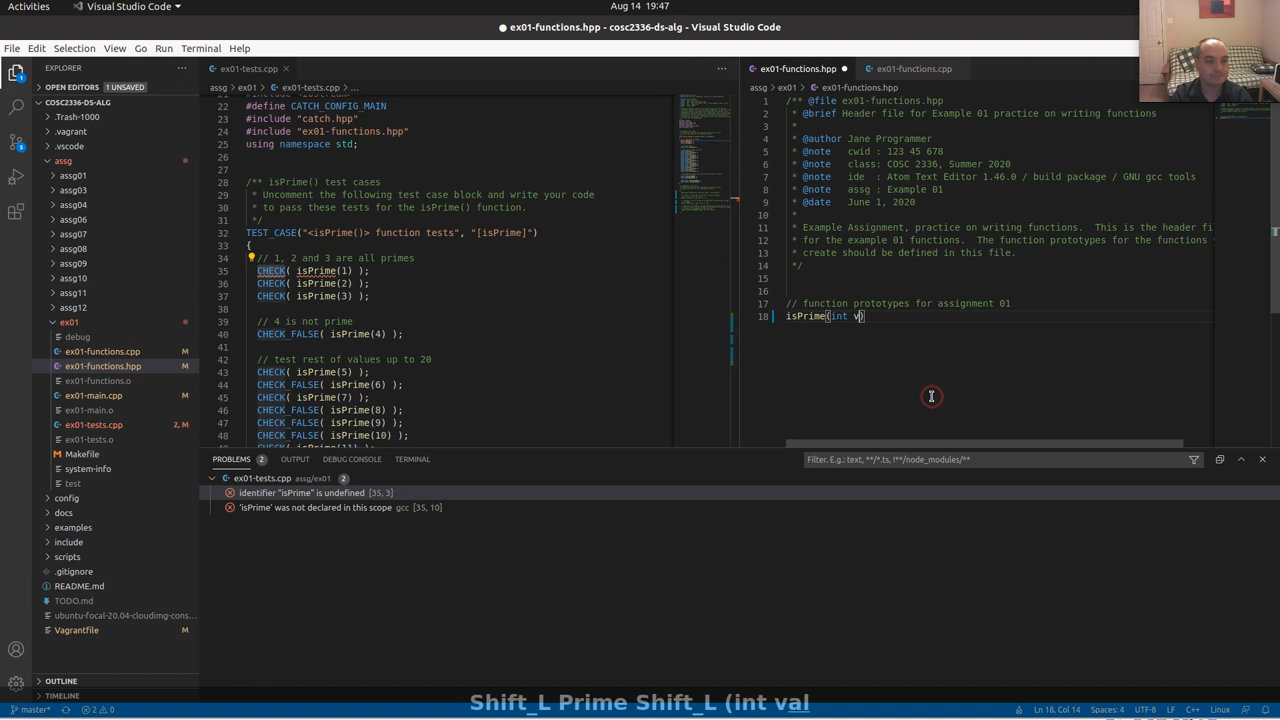 Activities
Visual Studio Code
Aug 14 19:47
ex01-functions.hpp - cosc2336-ds-alg - Visual Studio Code
File Edit Selection View Go Run Terminal Help
EXPLORER
OPEN EDITORS 1 UNSAVED
COSC2336-DS-ALG
.Trash-1000
.vagrant
.vscode
assg
assg01
assg03
assg04
assg06
assg07
assg08
assg09
assg10
assg11
assg12
ex01
debug
ex01-functions.cpp M
ex01-functions.hpp M
ex01-functions.o
ex01-main.cpp M
ex01-main.o
ex01-tests.cpp 2, M
ex01-tests.o
Makefile
system-info
test
config
docs
examples
include
scripts
.gitignore
README.md
TODO.md
ubuntu-focal-20.04-cloudimg-cons...
Vagrantfile M
OUTLINE
TIMELINE
ex01-tests.cpp
assg > ex01 > ex01-tests.cpp > ...
22 #define CATCH_CONFIG_MAIN
23 #include "catch.hpp"
24 #include "ex01-functions.hpp"
25 using namespace std;
26
27
28 /** isPrime() test cases
29 * Uncomment the following test case block and write your code
30 * to pass these tests for the isPrime() function.
31 */
32 TEST_CASE("<isPrime()> function tests", "[isPrime]")
33 {
34 // 1, 2 and 3 are all primes
35 CHECK( isPrime(1) );
36 CHECK( isPrime(2) );
37 CHECK( isPrime(3) );
38
39 // 4 is not prime
40 CHECK_FALSE( isPrime(4) );
41
42 // test rest of values up to 20
43 CHECK( isPrime(5) );
44 CHECK_FALSE( isPrime(6) );
45 CHECK( isPrime(7) );
46 CHECK_FALSE( isPrime(8) );
47 CHECK_FALSE( isPrime(9) );
48 CHECK_FALSE( isPrime(10) );
ex01-functions.hpp
ex01-functions.cpp
assg > ex01 > ex01-functions.hpp
1 /** @file ex01-functions.hpp
2 * @brief Header file for Example 01 practice on writing functions
3 *
4 * @author Jane Programmer
5 * @note cwid : 123 45 678
6 * @note class: COSC 2336, Summer 2020
7 * @note ide : Atom Text Editor 1.46.0 / build package / GNU gcc tools
8 * @note assg : Example 01
9 * @date June 1, 2020
10 *
11 * Example Assignment, practice on writing functions. This is the header fi
12 * for the example 01 functions. The function prototypes for the functions
13 * create should be defined in this file.
14 */
15
16
17 // function prototypes for assignment 01
18 isPrime(int v)
PROBLEMS 2 OUTPUT DEBUG CONSOLE TERMINAL
Filter. E.g.: text, **/*.ts, !**/node_modules/**
ex01-tests.cpp assg/ex01 2
identifier "isPrime" is undefined [35, 3]
'isPrime' was not declared in this scope gcc [35, 10]
Shift_L Prime Shift_L (int val
master* 2 0
Ln 18, Col 14 Spaces: 4 UTF-8 LF C++ Linux